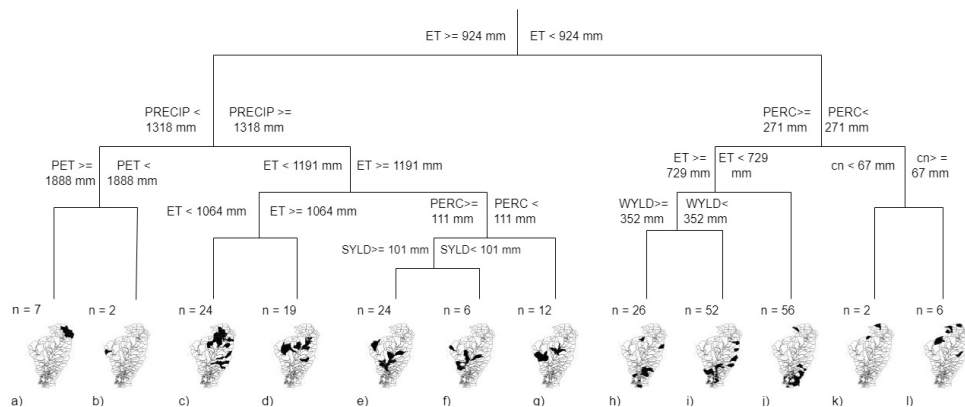 ET >= 924 mm
ET < 924 mm
PRECIP <
1318 mm
PRECIP >=
1318 mm
PERC>=
271 mm
PERC<
271 mm
PET >=
1888 mm
PET <
1888 mm
ET < 1191 mm
ET >= 1191 mm
ET >=
729 mm
ET < 729
mm
cn < 67 mm
cn> =
67 mm
ET < 1064 mm
ET >= 1064 mm
PERC>=
111 mm
PERC <
111 mm
WYLD>=
352 mm
WYLD<
352 mm
SYLD>= 101 mm
SYLD< 101 mm
n = 7
n = 2
n = 24
n = 19
n = 24
n = 6
n = 12
n = 26
n = 52
n = 56
n = 2
n = 6
a)
b)
c)
d)
e)
f)
g)
h)
i)
j)
k)
l)